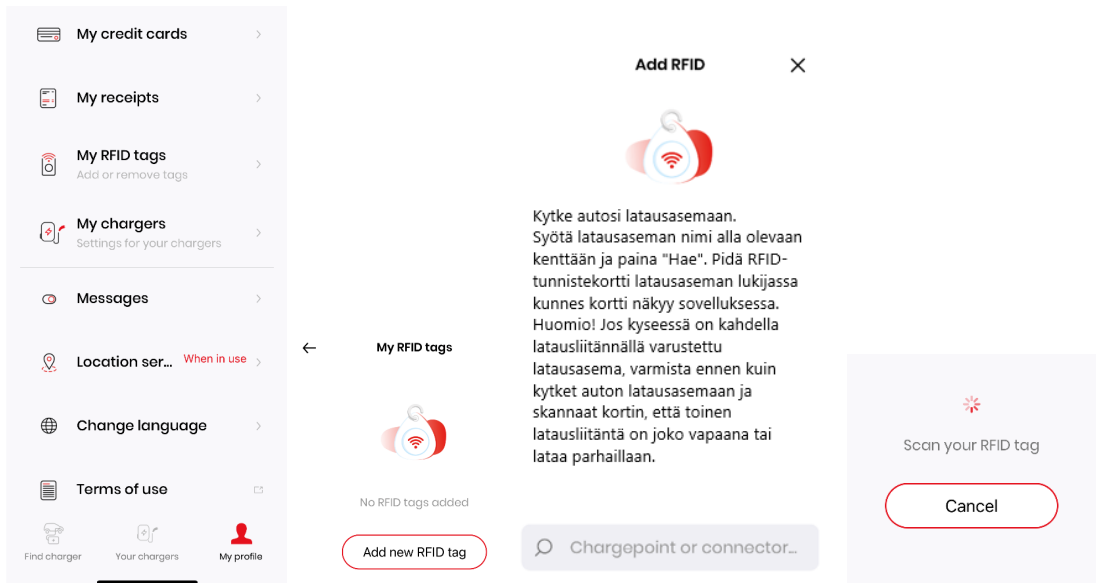 My credit cards
My receipts
My RFID tags
Add or remove tags
My chargers
Settings for your chargers
Messages
Location ser... When in use
Change language
Terms of use
Find charger
Your chargers
My profile
My RFID tags
No RFID tags added
Add new RFID tag
Add RFID
Kytke autosi latausasemaan.
Syötä latausaseman nimi alla olevaan
kenttään ja paina "Hae". Pidä RFID-
tunnistekortti latausaseman lukijassa
kunnes kortti näkyy sovelluksessa.
Huomio! Jos kyseessä on kahdella
latausliitännällä varustettu
latausasema, varmista ennen kuin
kytket auton latausasemaan ja
skannaat kortin, että toinen
latausliitäntä on joko vapaana tai
lataa parhaillaan.
Chargepoint or connector...
Scan your RFID tag
Cancel